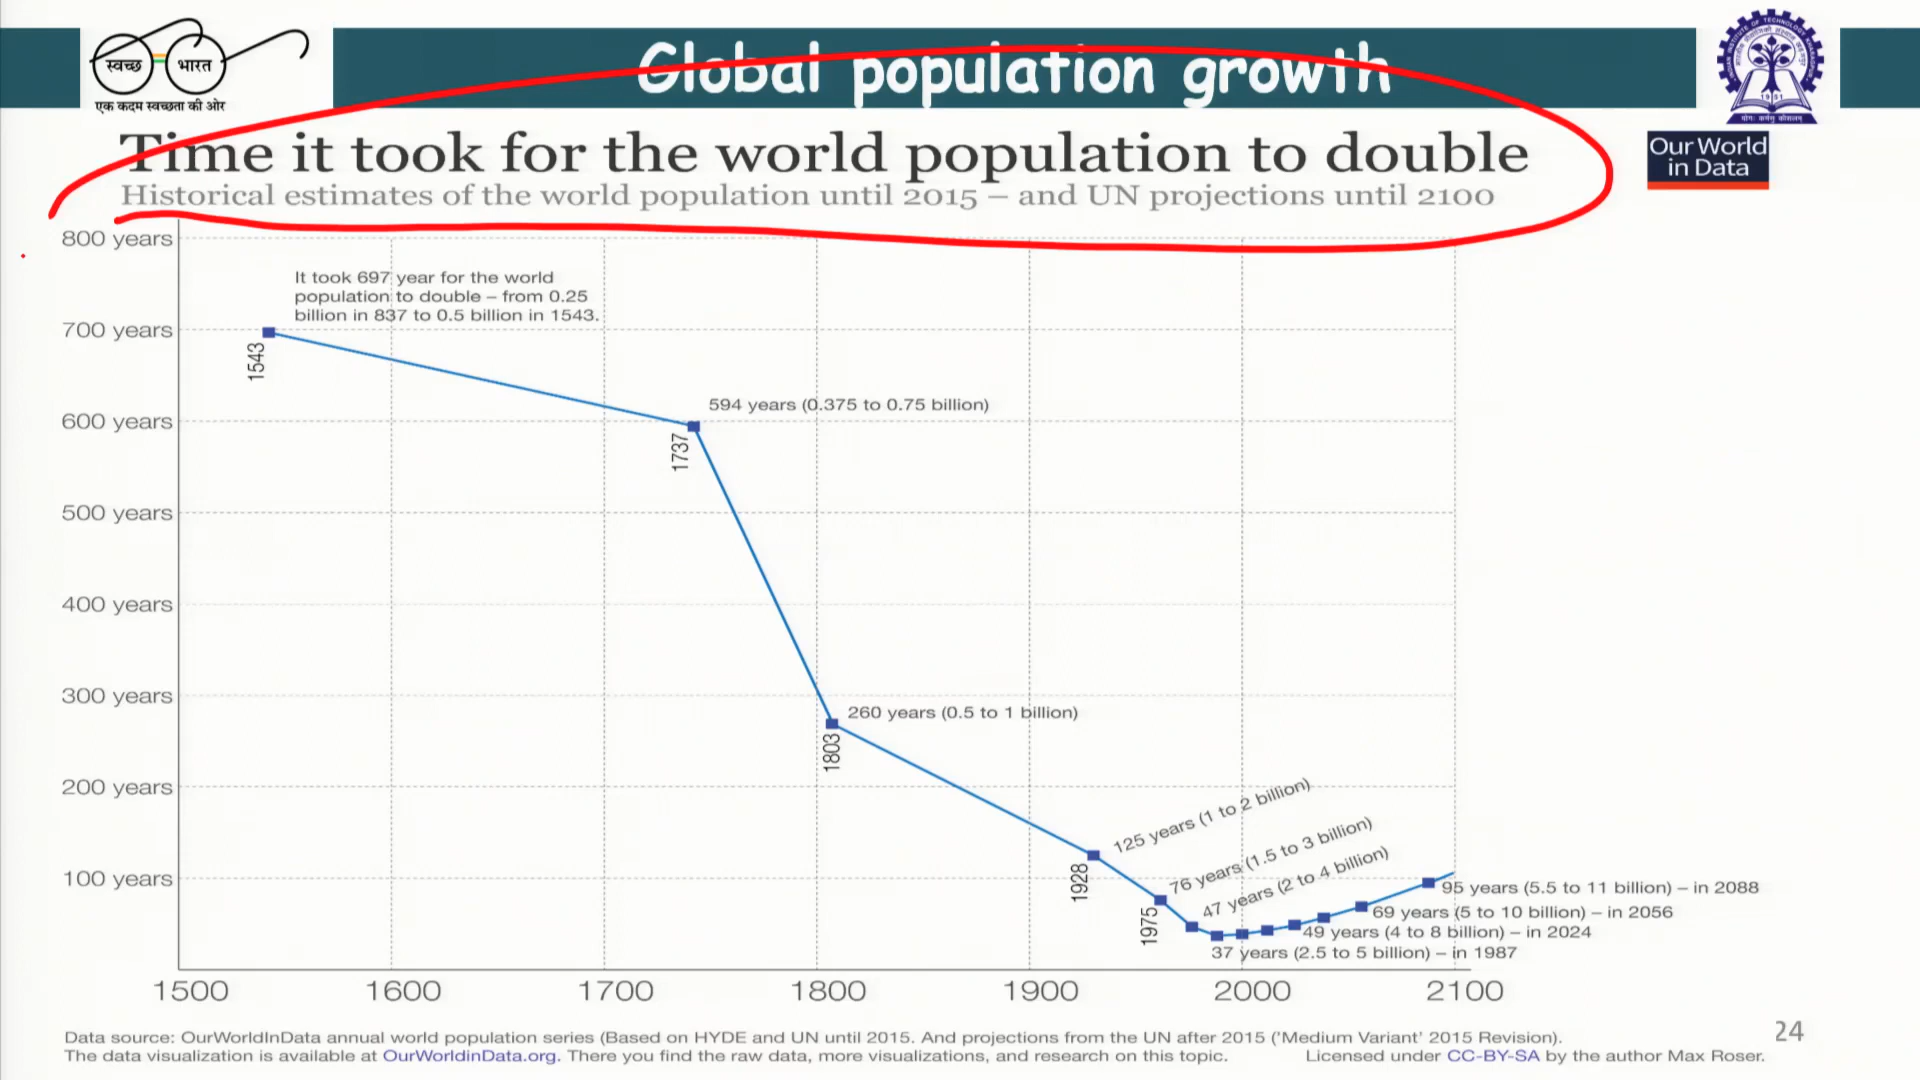 स्वच्छ भारत
एक कदम स्वच्छता की ओर
Global population growth
Time it took for the world population to double
Historical estimates of the world population until 2015 – and UN projections until 2100
Our World
in Data
800 years
700 years
600 years
500 years
400 years
300 years
200 years
100 years
It took 697 year for the world
population to double – from 0.25
billion in 837 to 0.5 billion in 1543.
1543
594 years (0.375 to 0.75 billion)
1737
260 years (0.5 to 1 billion)
1803
125 years (1 to 2 billion)
1928
76 years (1.5 to 3 billion)
47 years (2 to 4 billion)
1975
95 years (5.5 to 11 billion) – in 2088
69 years (5 to 10 billion) – in 2056
49 years (4 to 8 billion) – in 2024
37 years (2.5 to 5 billion) – in 1987
1500 1600 1700 1800 1900 2000 2100
Data source: OurWorldInData annual world population series (Based on HYDE and UN until 2015. And projections from the UN after 2015 ('Medium Variant' 2015 Revision).
The data visualization is available at OurWorldinData.org. There you find the raw data, more visualizations, and research on this topic.
Licensed under CC-BY-SA by the author Max Roser.
24